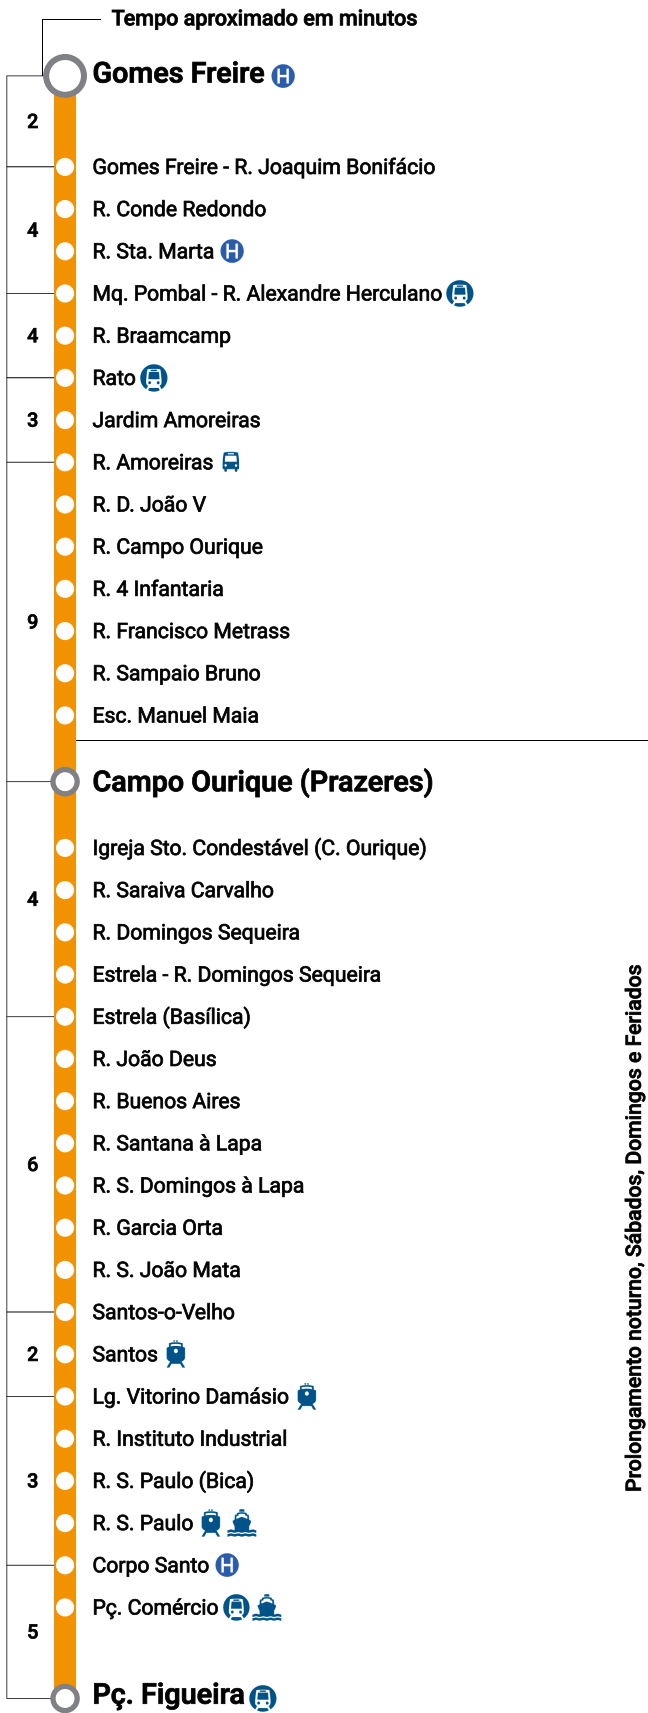 Tempo aproximado em minutos
Gomes Freire H
2
Gomes Freire - R. Joaquim Bonifácio
R. Conde Redondo
4
R. Sta. Marta H
Mq. Pombal - R. Alexandre Herculano
4 R. Braamcamp
Rato
3 Jardim Amoreiras
R. Amoreiras
R. D. João V
R. Campo Ourique
R. 4 Infantaria
9 R. Francisco Metrass
R. Sampaio Bruno
Esc. Manuel Maia
Campo Ourique (Prazeres)
Igreja Sto. Condestável (C. Ourique)
4 R. Saraiva Carvalho
R. Domingos Sequeira
Estrela - R. Domingos Sequeira
Estrela (Basílica)
R. João Deus
R. Buenos Aires
R. Santana à Lapa
6
R. S. Domingos à Lapa
R. Garcia Orta
R. S. João Mata
Santos-o-Velho
2 Santos
Lg. Vitorino Damásio
R. Instituto Industrial
3 R. S. Paulo (Bica)
R. S. Paulo
Corpo Santo H
Pç. Comércio
5
Pç. Figueira
Prolongamento noturno, Sábados, Domingos e Feriados